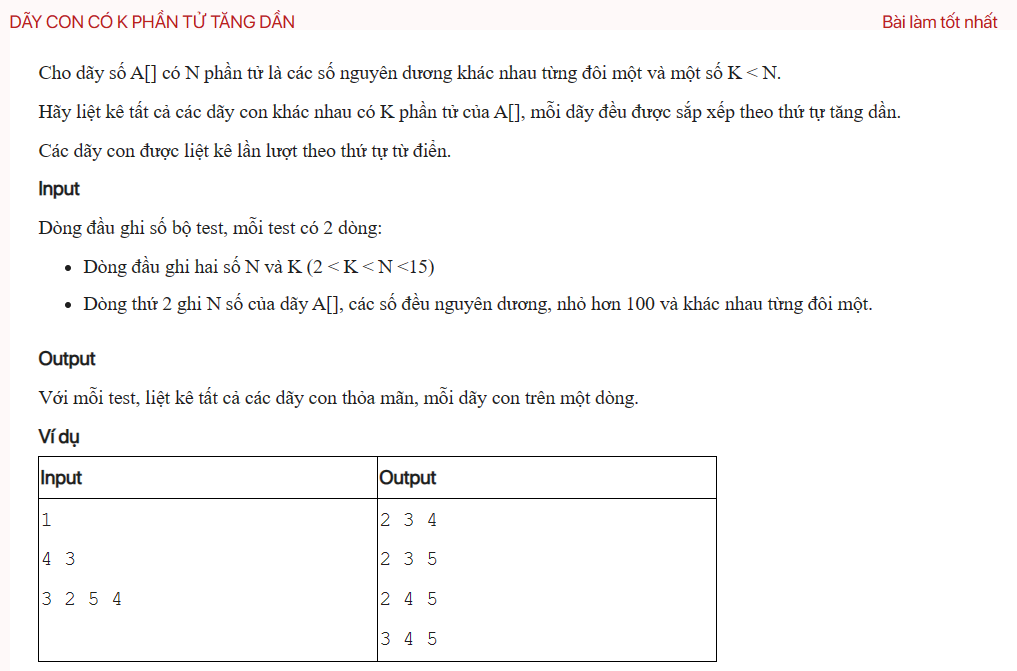 DÃY CON CÓ K PHẦN TỬ TĂNG DẦN Bài làm tốt nhất
Cho dãy số A[] có N phần tử là các số nguyên dương khác nhau từng đôi một và một số K < N.
Hãy liệt kê tất cả các dãy con khác nhau có K phần tử của A[], mỗi dãy đều được sắp xếp theo thứ tự tăng dần.
Các dãy con được liệt kê lần lượt theo thứ tự từ điển.
Input
Dòng đầu ghi số bộ test, mỗi test có 2 dòng:
• Dòng đầu ghi hai số N và K (2 < K < N <15)
• Dòng thứ 2 ghi N số của dãy A[], các số đều nguyên dương, nhỏ hơn 100 và khác nhau từng đôi một.
Output
Với mỗi test, liệt kê tất cả các dãy con thỏa mãn, mỗi dãy con trên một dòng.
Ví dụ
Input Output
1 2 3 4
4 3 2 3 5
3 2 5 4 2 4 5
3 4 5